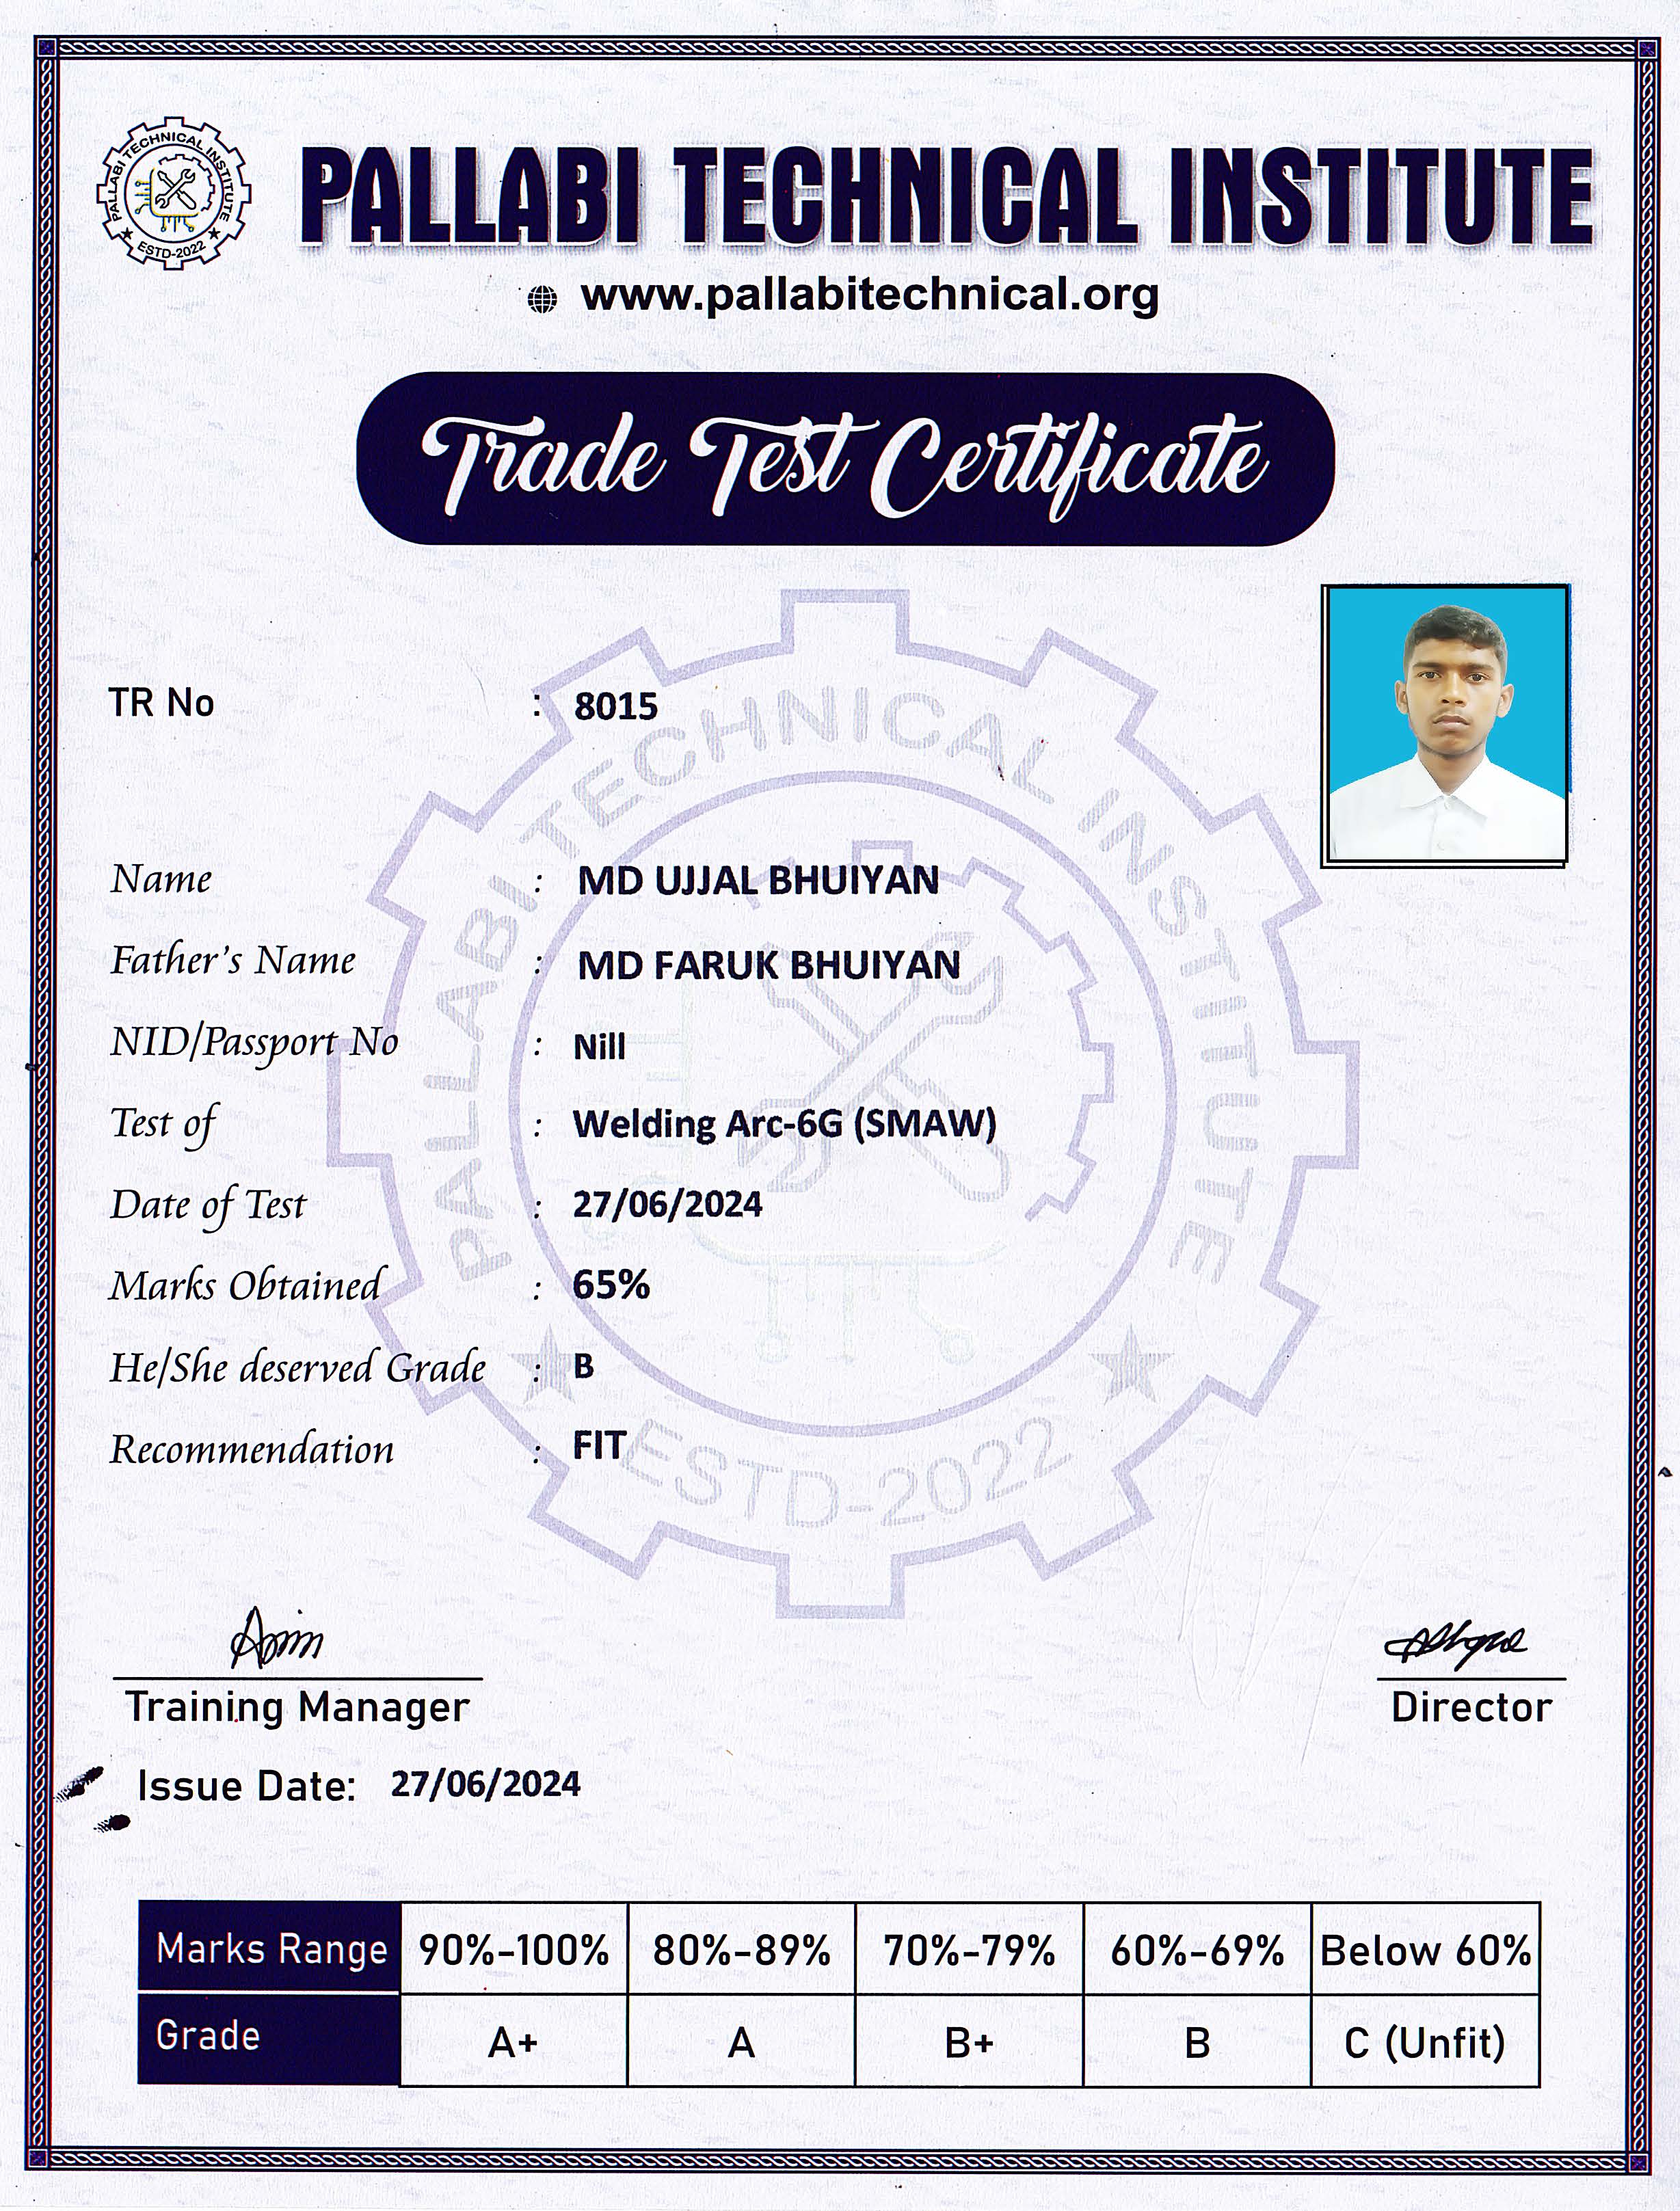 PALLABI TECHNICAL INSTITUTE
ESTD-2022
PALLABI TECHNICAL INSTITUTE
www.pallabitechnical.org
Trade Test Certificate
TR No : 8015
Name : MD UJJAL BHUIYAN
Father's Name : MD FARUK BHUIYAN
NID/Passport No : Nill
Test of : Welding Arc-6G (SMAW)
Date of Test : 27/06/2024
Marks Obtained : 65%
He/She deserved Grade : B
Recommendation : FIT
PALLABI TECHNICAL INSTITUTE
ESTD-2022
Training Manager
Director
Issue Date: 27/06/2024
Marks Range 90%-100% 80%-89% 70%-79% 60%-69% Below 60%
Grade A+ A B+ B C (Unfit)